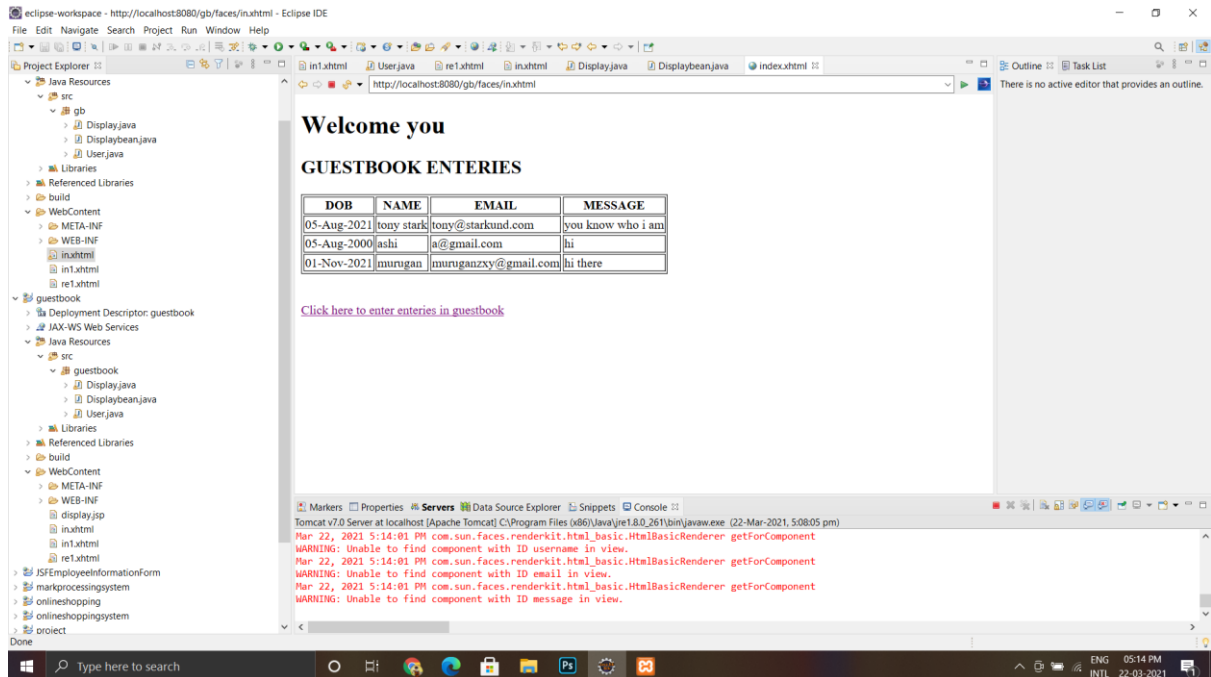 eclipse-workspace - http://localhost:8080/gb/faces/in.xhtml - Eclipse IDE
File Edit Navigate Search Project Run Window Help
Project Explorer
Java Resources
src
gb
Display.java
Displaybean.java
User.java
Libraries
Referenced Libraries
build
WebContent
META-INF
WEB-INF
in.xhtml
in1.xhtml
re1.xhtml
guestbook
Deployment Descriptor: guestbook
JAX-WS Web Services
Java Resources
src
guestbook
Display.java
Displaybean.java
User.java
Libraries
Referenced Libraries
build
WebContent
META-INF
WEB-INF
display.jsp
in.xhtml
in1.xhtml
re1.xhtml
JSFEmployeeInformationForm
markprocessingsystem
onlineshopping
onlineshoppingsystem
project
in1.xhtml User.java re1.xhtml in.xhtml Display.java Displaybean.java index.xhtml
http://localhost:8080/gb/faces/in.xhtml
Welcome you
GUESTBOOK ENTERIES
DOB NAME EMAIL MESSAGE
05-Aug-2021 tony stark tony@starkund.com you know who i am
05-Aug-2000 ashi a@gmail.com hi
01-Nov-2021 murugan muruganzxy@gmail.com hi there
Click here to enter enteries in guestbook
Outline Task List
There is no active editor that provides an outline.
Markers Properties Servers Data Source Explorer Snippets Console
Tomcat v7.0 Server at localhost [Apache Tomcat] C:\Program Files (x86)\Java\jre1.8.0_261\bin\javaw.exe (22-Mar-2021, 5:08:05 pm)
Mar 22, 2021 5:14:01 PM com.sun.faces.renderkit.html_basic.HtmlBasicRenderer getForComponent
WARNING: Unable to find component with ID username in view.
Mar 22, 2021 5:14:01 PM com.sun.faces.renderkit.html_basic.HtmlBasicRenderer getForComponent
WARNING: Unable to find component with ID email in view.
Mar 22, 2021 5:14:01 PM com.sun.faces.renderkit.html_basic.HtmlBasicRenderer getForComponent
WARNING: Unable to find component with ID message in view.
Done
Type here to search
Ps
ENG 05:14 PM
INTL 22-03-2021